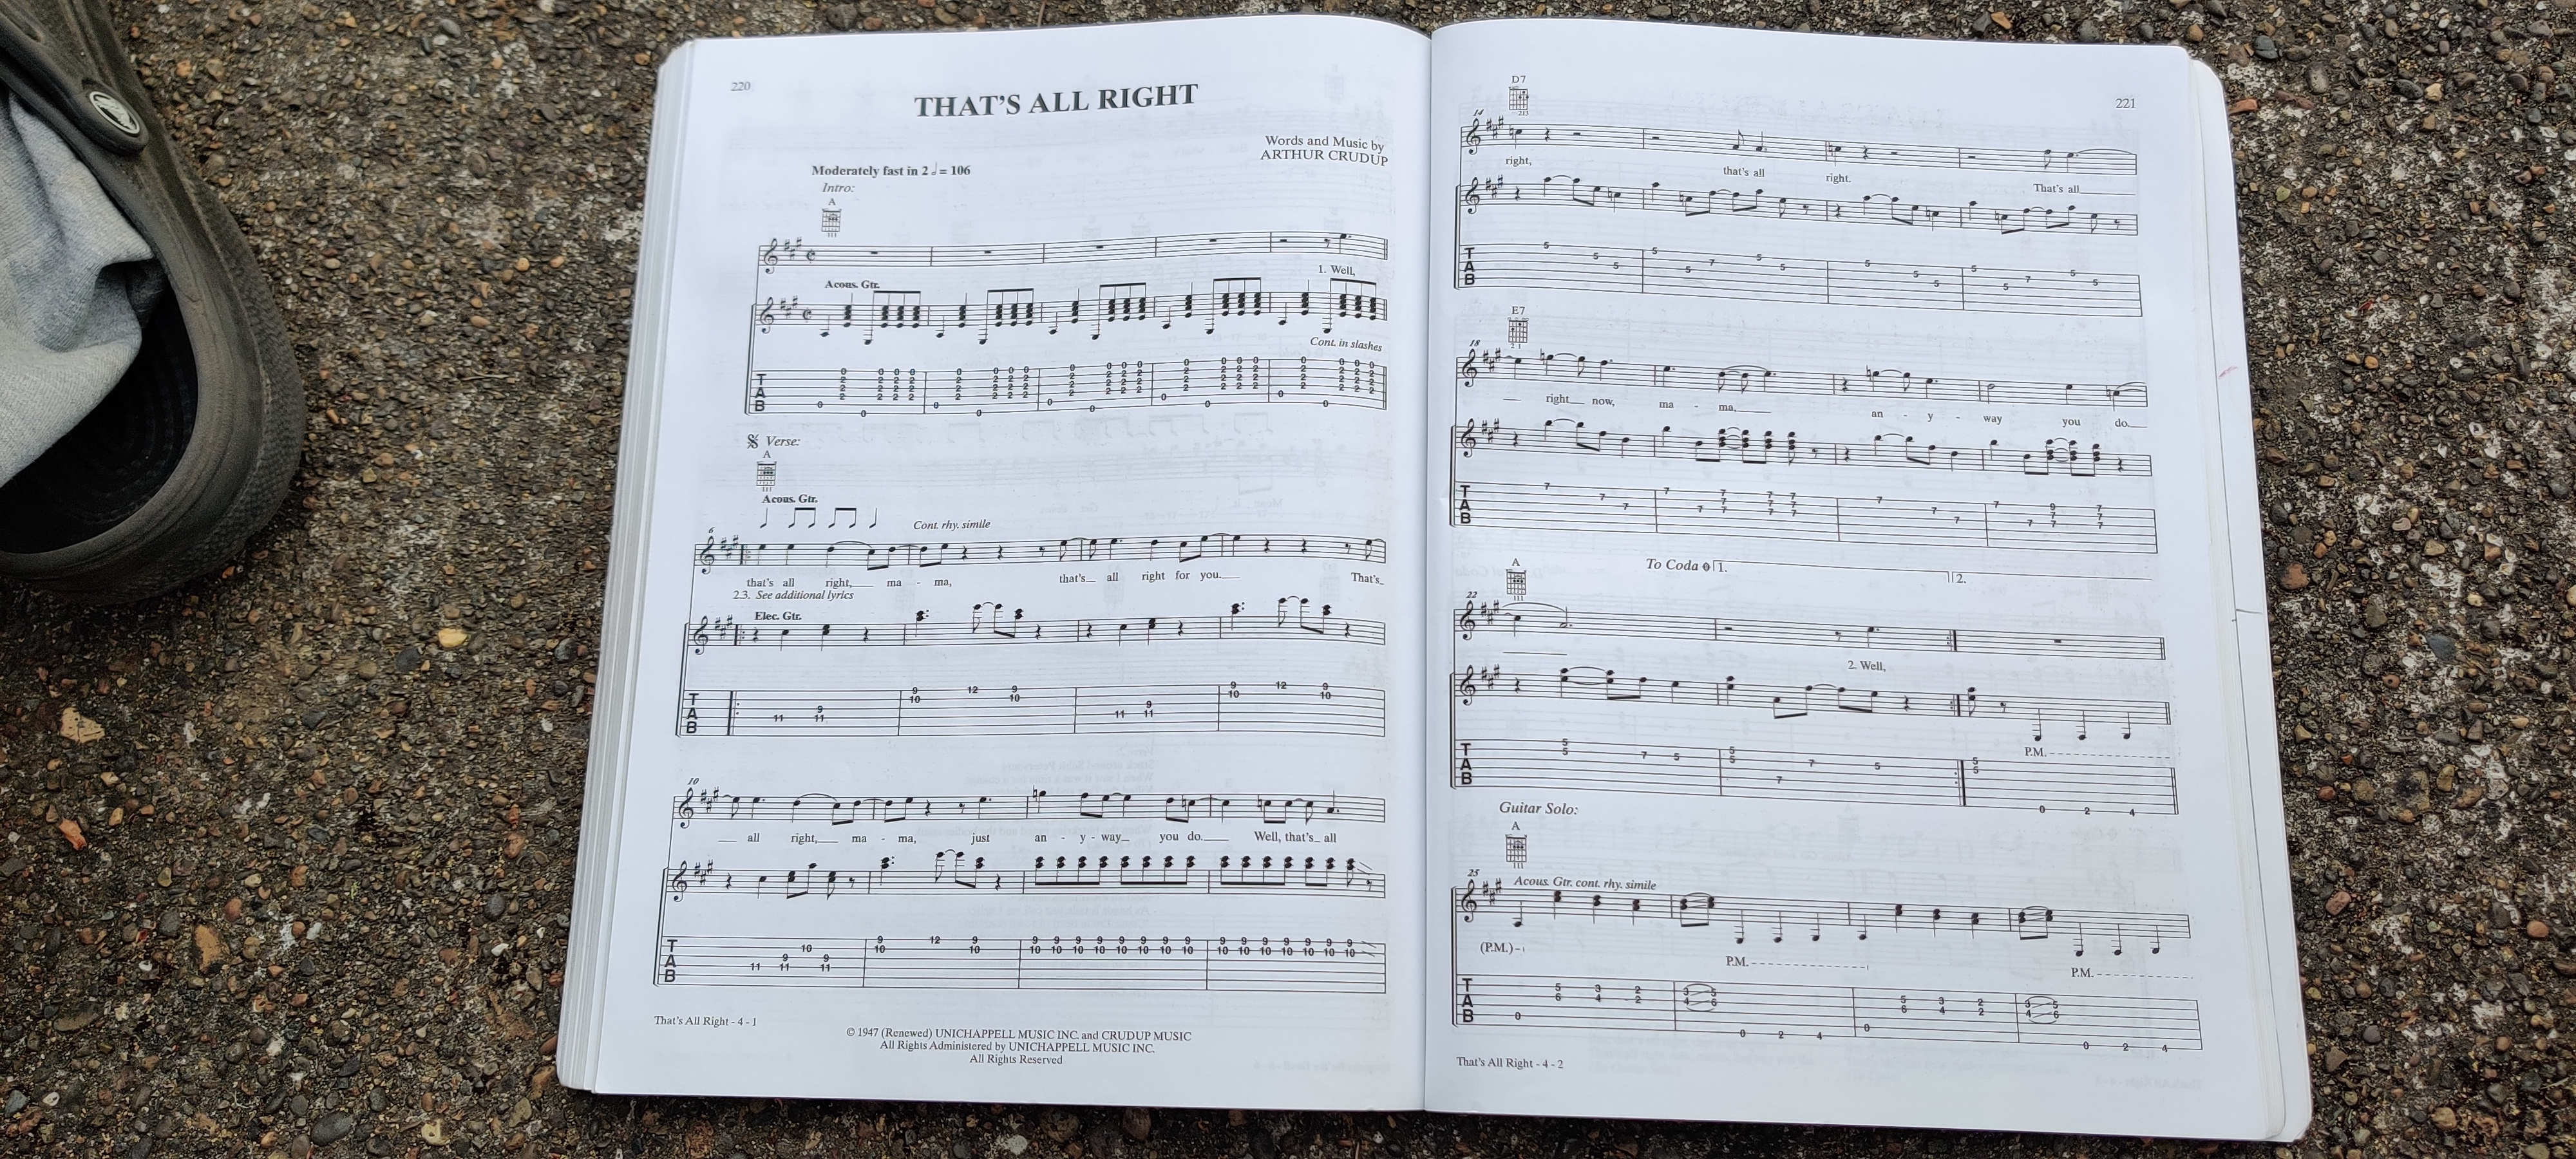 220
THAT'S ALL RIGHT
Words and Music by
ARTHUR CRUDUP
Moderately fast in 2 𝅗𝅥 = 106
Intro:
A
1. Well,
Acous. Gtr.
Cont. in slashes
T
A
B
𝄋 Verse:
A
Acous. Gtr.
Cont. rhy. simile
6
that's all right, ma - ma, that's all right for you. That's
2.3. See additional lyrics
Elec. Gtr.
T
A
B
10
all right, ma - ma, just an - y - way you do. Well, that's all
T
A
B
That's All Right - 4 - 1
© 1947 (Renewed) UNICHAPPELL MUSIC INC. and CRUDUP MUSIC
All Rights Administered by UNICHAPPELL MUSIC INC.
All Rights Reserved
221
D7
213
14
right, that's all right. That's all
T
A
B
E7
2 1
18
right now, ma - ma, an - y - way you do.
T
A
B
A
To Coda 𝄌 1. 2.
22
2. Well,
P.M.
T
A
B
Guitar Solo:
A
25
Acous. Gtr. cont. rhy. simile
(P.M.) P.M. P.M.
T
A
B
That's All Right - 4 - 2